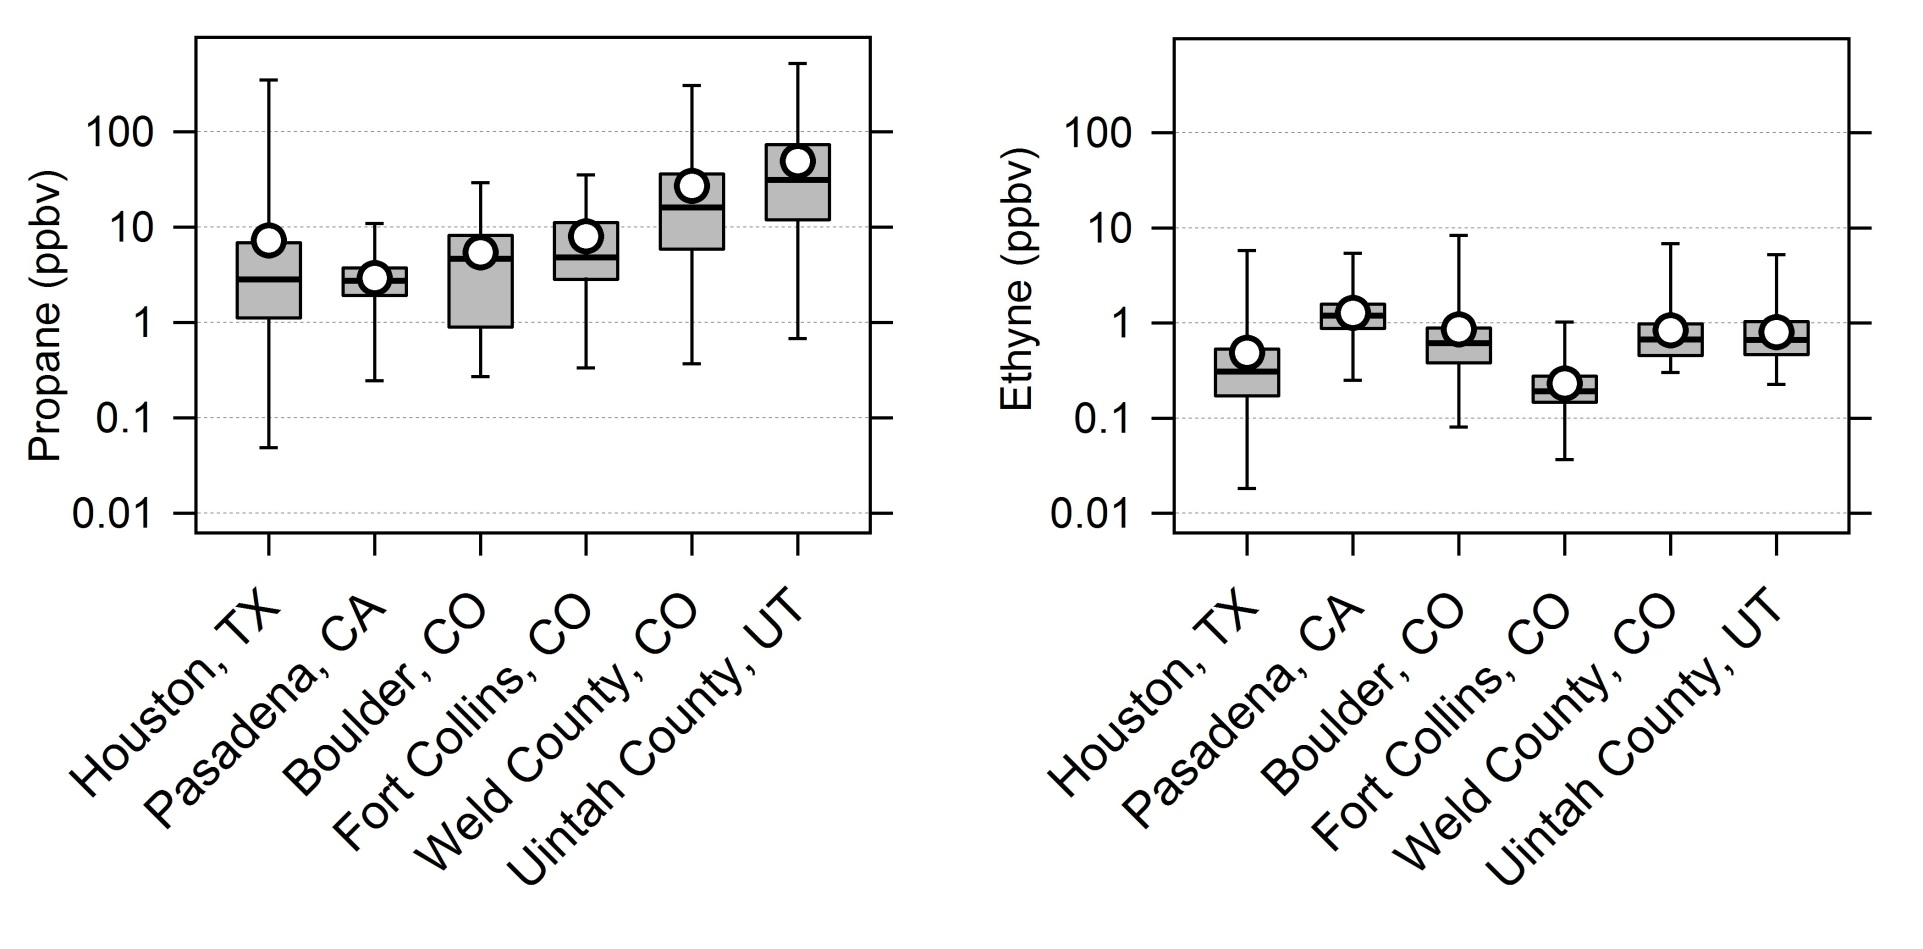 Propane (ppbv)
100
10
1
0.1
0.01
Houston, TX
Pasadena, CA
Boulder, CO
Fort Collins, CO
Weld County, CO
Uintah County, UT
Ethyne (ppbv)
100
10
1
0.1
0.01
Houston, TX
Pasadena, CA
Boulder, CO
Fort Collins, CO
Weld County, CO
Uintah County, UT